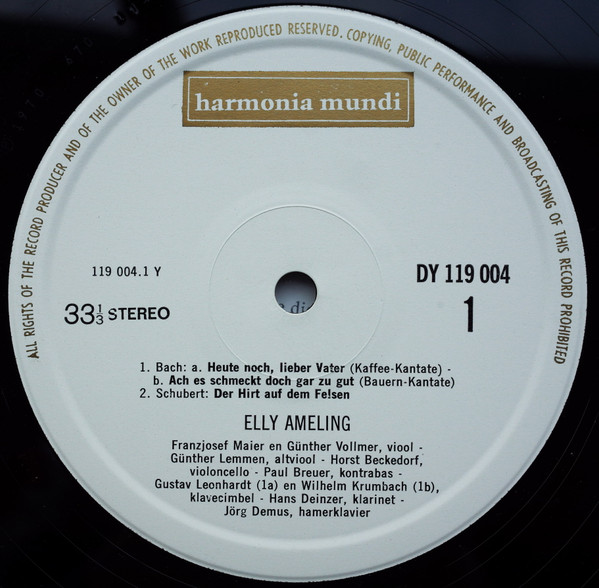 ALL RIGHTS OF THE RECORD PRODUCER AND OF THE OWNER OF THE WORK REPRODUCED RESERVED. COPYING, PUBLIC PERFORMANCE AND BROADCASTING OF THIS RECORD PROHIBITED
harmonia mundi
119 004.1 Y
DY 119 004
33⅓ STEREO
1
1. Bach: a. Heute noch, lieber Vater (Kaffee-Kantate) -
b. Ach es schmeckt doch gar zu gut (Bauern-Kantate)
2. Schubert: Der Hirt auf dem Fe!sen
ELLY AMELING
Franzjosef Maier en Günther Vollmer, viool -
Günther Lemmen, altviool - Horst Beckedorf,
violoncello - Paul Breuer, kontrabas -
Gustav Leonhardt (1a) en Wilhelm Krumbach (1b),
klavecimbel - Hans Deinzer, klarinet -
Jörg Demus, hamerklavier